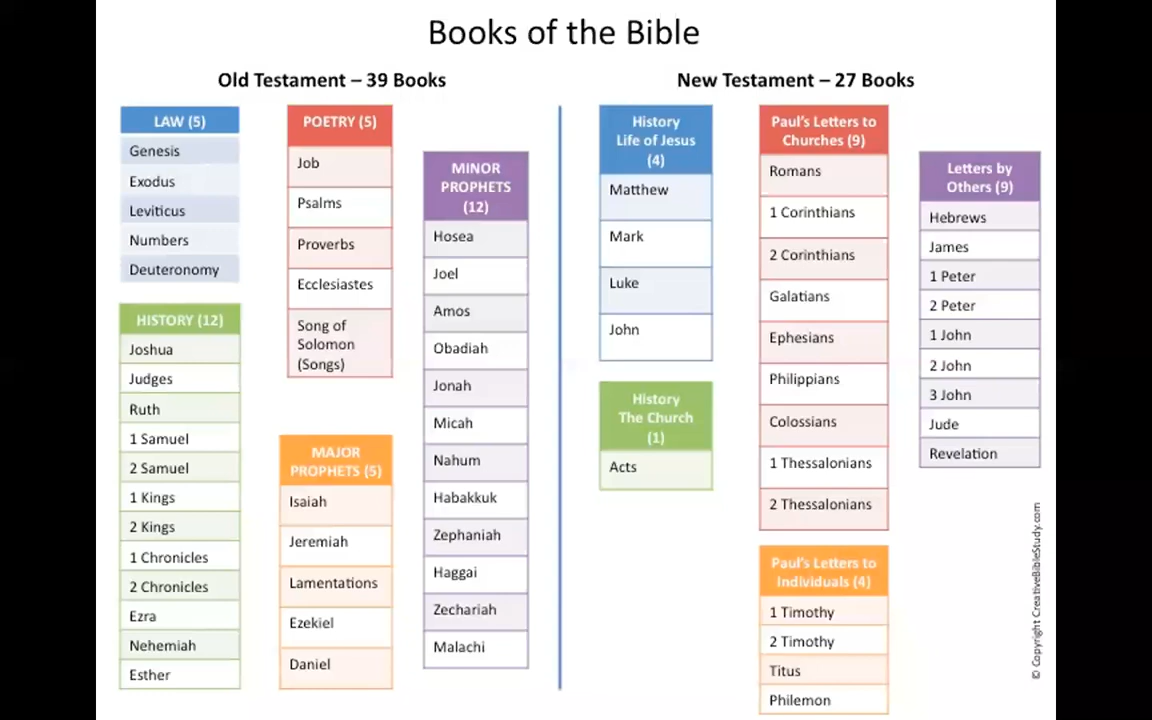 Books of the Bible
Old Testament – 39 Books
LAW (5)
Genesis
Exodus
Leviticus
Numbers
Deuteronomy
HISTORY (12)
Joshua
Judges
Ruth
1 Samuel
2 Samuel
1 Kings
2 Kings
1 Chronicles
2 Chronicles
Ezra
Nehemiah
Esther
POETRY (5)
Job
Psalms
Proverbs
Ecclesiastes
Song of
Solomon
(Songs)
MAJOR
PROPHETS (5)
Isaiah
Jeremiah
Lamentations
Ezekiel
Daniel
MINOR
PROPHETS
(12)
Hosea
Joel
Amos
Obadiah
Jonah
Micah
Nahum
Habakkuk
Zephaniah
Haggai
Zechariah
Malachi
New Testament – 27 Books
History
Life of Jesus
(4)
Matthew
Mark
Luke
John
History
The Church
(1)
Acts
Paul's Letters to
Churches (9)
Romans
1 Corinthians
2 Corinthians
Galatians
Ephesians
Philippians
Colossians
1 Thessalonians
2 Thessalonians
Paul's Letters to
Individuals (4)
1 Timothy
2 Timothy
Titus
Philemon
Letters by
Others (9)
Hebrews
James
1 Peter
2 Peter
1 John
2 John
3 John
Jude
Revelation
© Copyright CreativeBibleStudy.com